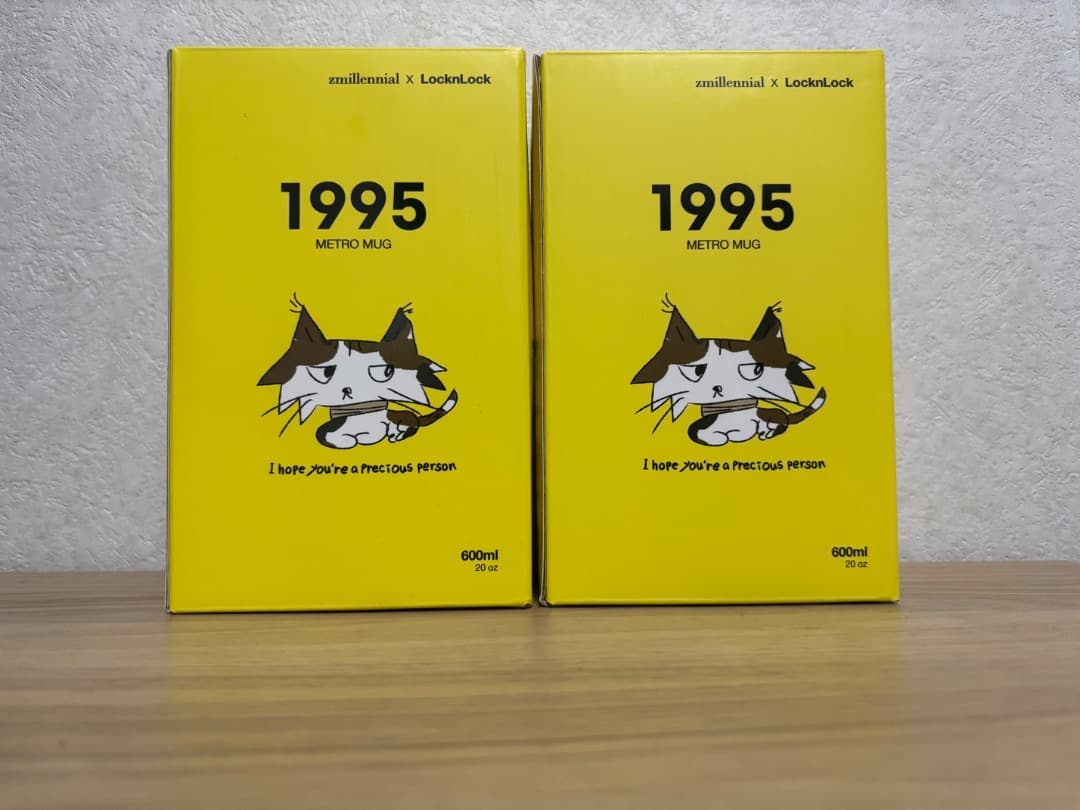 zmillennial X LocknLock
1995
METRO MUG
I hope you're a precious person
600ml
20 oz
zmillennial X LocknLock
1995
METRO MUG
I hope you're a precious person
600ml
20 oz